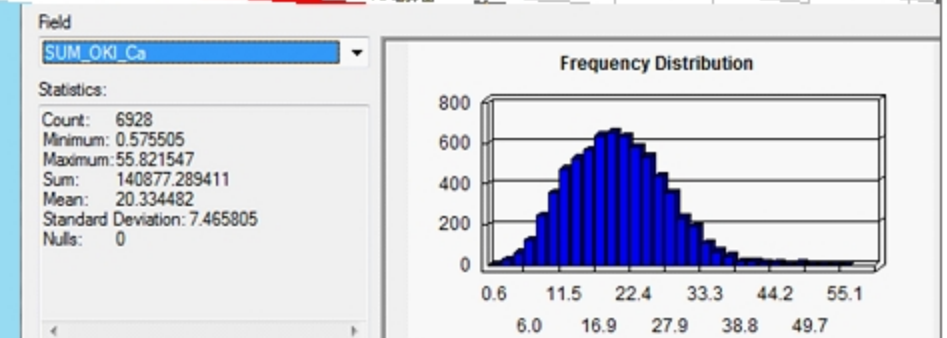 Field
SUM_OKI_Ca
Statistics:
Count: 6928
Minimum: 0.575505
Maximum: 55.821547
Sum: 140877.289411
Mean: 20.334482
Standard Deviation: 7.465805
Nulls: 0
Frequency Distribution
800
600
400
200
0
0.6 11.5 22.4 33.3 44.2 55.1
6.0 16.9 27.9 38.8 49.7